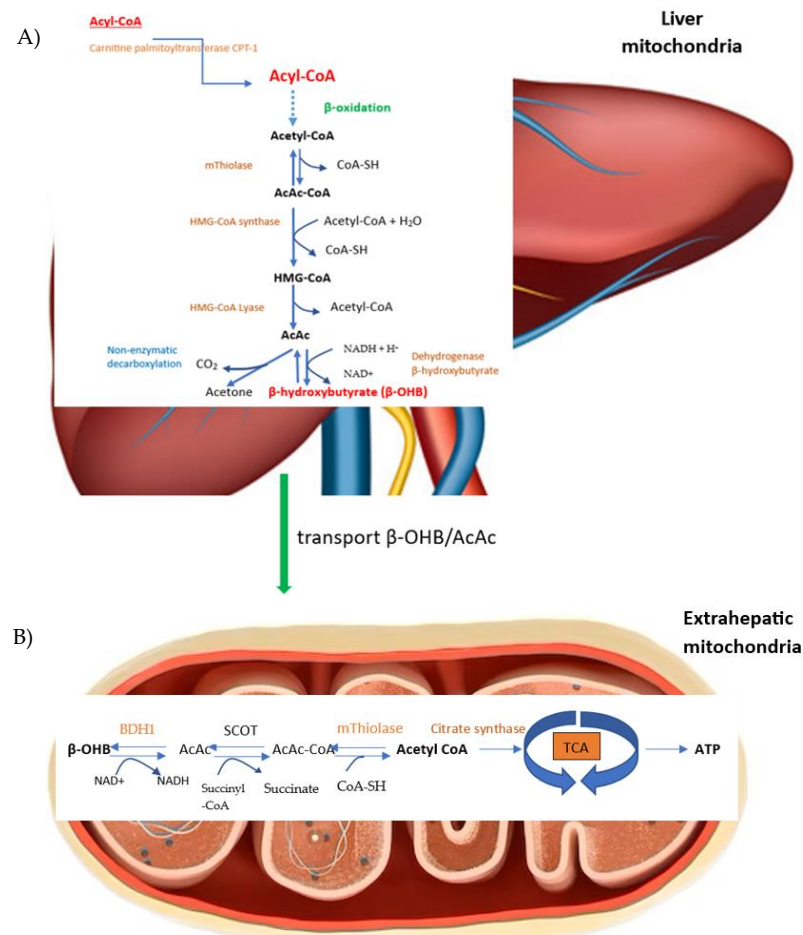 A)
Acyl-CoA
Carnitine palmitoyltransferase CPT-1
Liver
mitochondria
Acyl-CoA
β-oxidation
Acetyl-CoA
mThiolase
CoA-SH
AcAc-CoA
HMG-CoA synthase
Acetyl-CoA + H₂O
CoA-SH
HMG-CoA
HMG-CoA Lyase
Acetyl-CoA
AcAc
Non-enzymatic
decarboxylation
CO₂
NADH + H⁺
NAD+
Dehydrogenase
β-hydroxybutyrate
Acetone
β-hydroxybutyrate (β-OHB)
transport β-OHB/AcAc
B)
Extrahepatic
mitochondria
BDH1
SCOT
mThiolase
Citrate synthase
β-OHB
AcAc
AcAc-CoA
Acetyl CoA
TCA
ATP
NAD+
NADH
Succinyl
-CoA
Succinate
CoA-SH